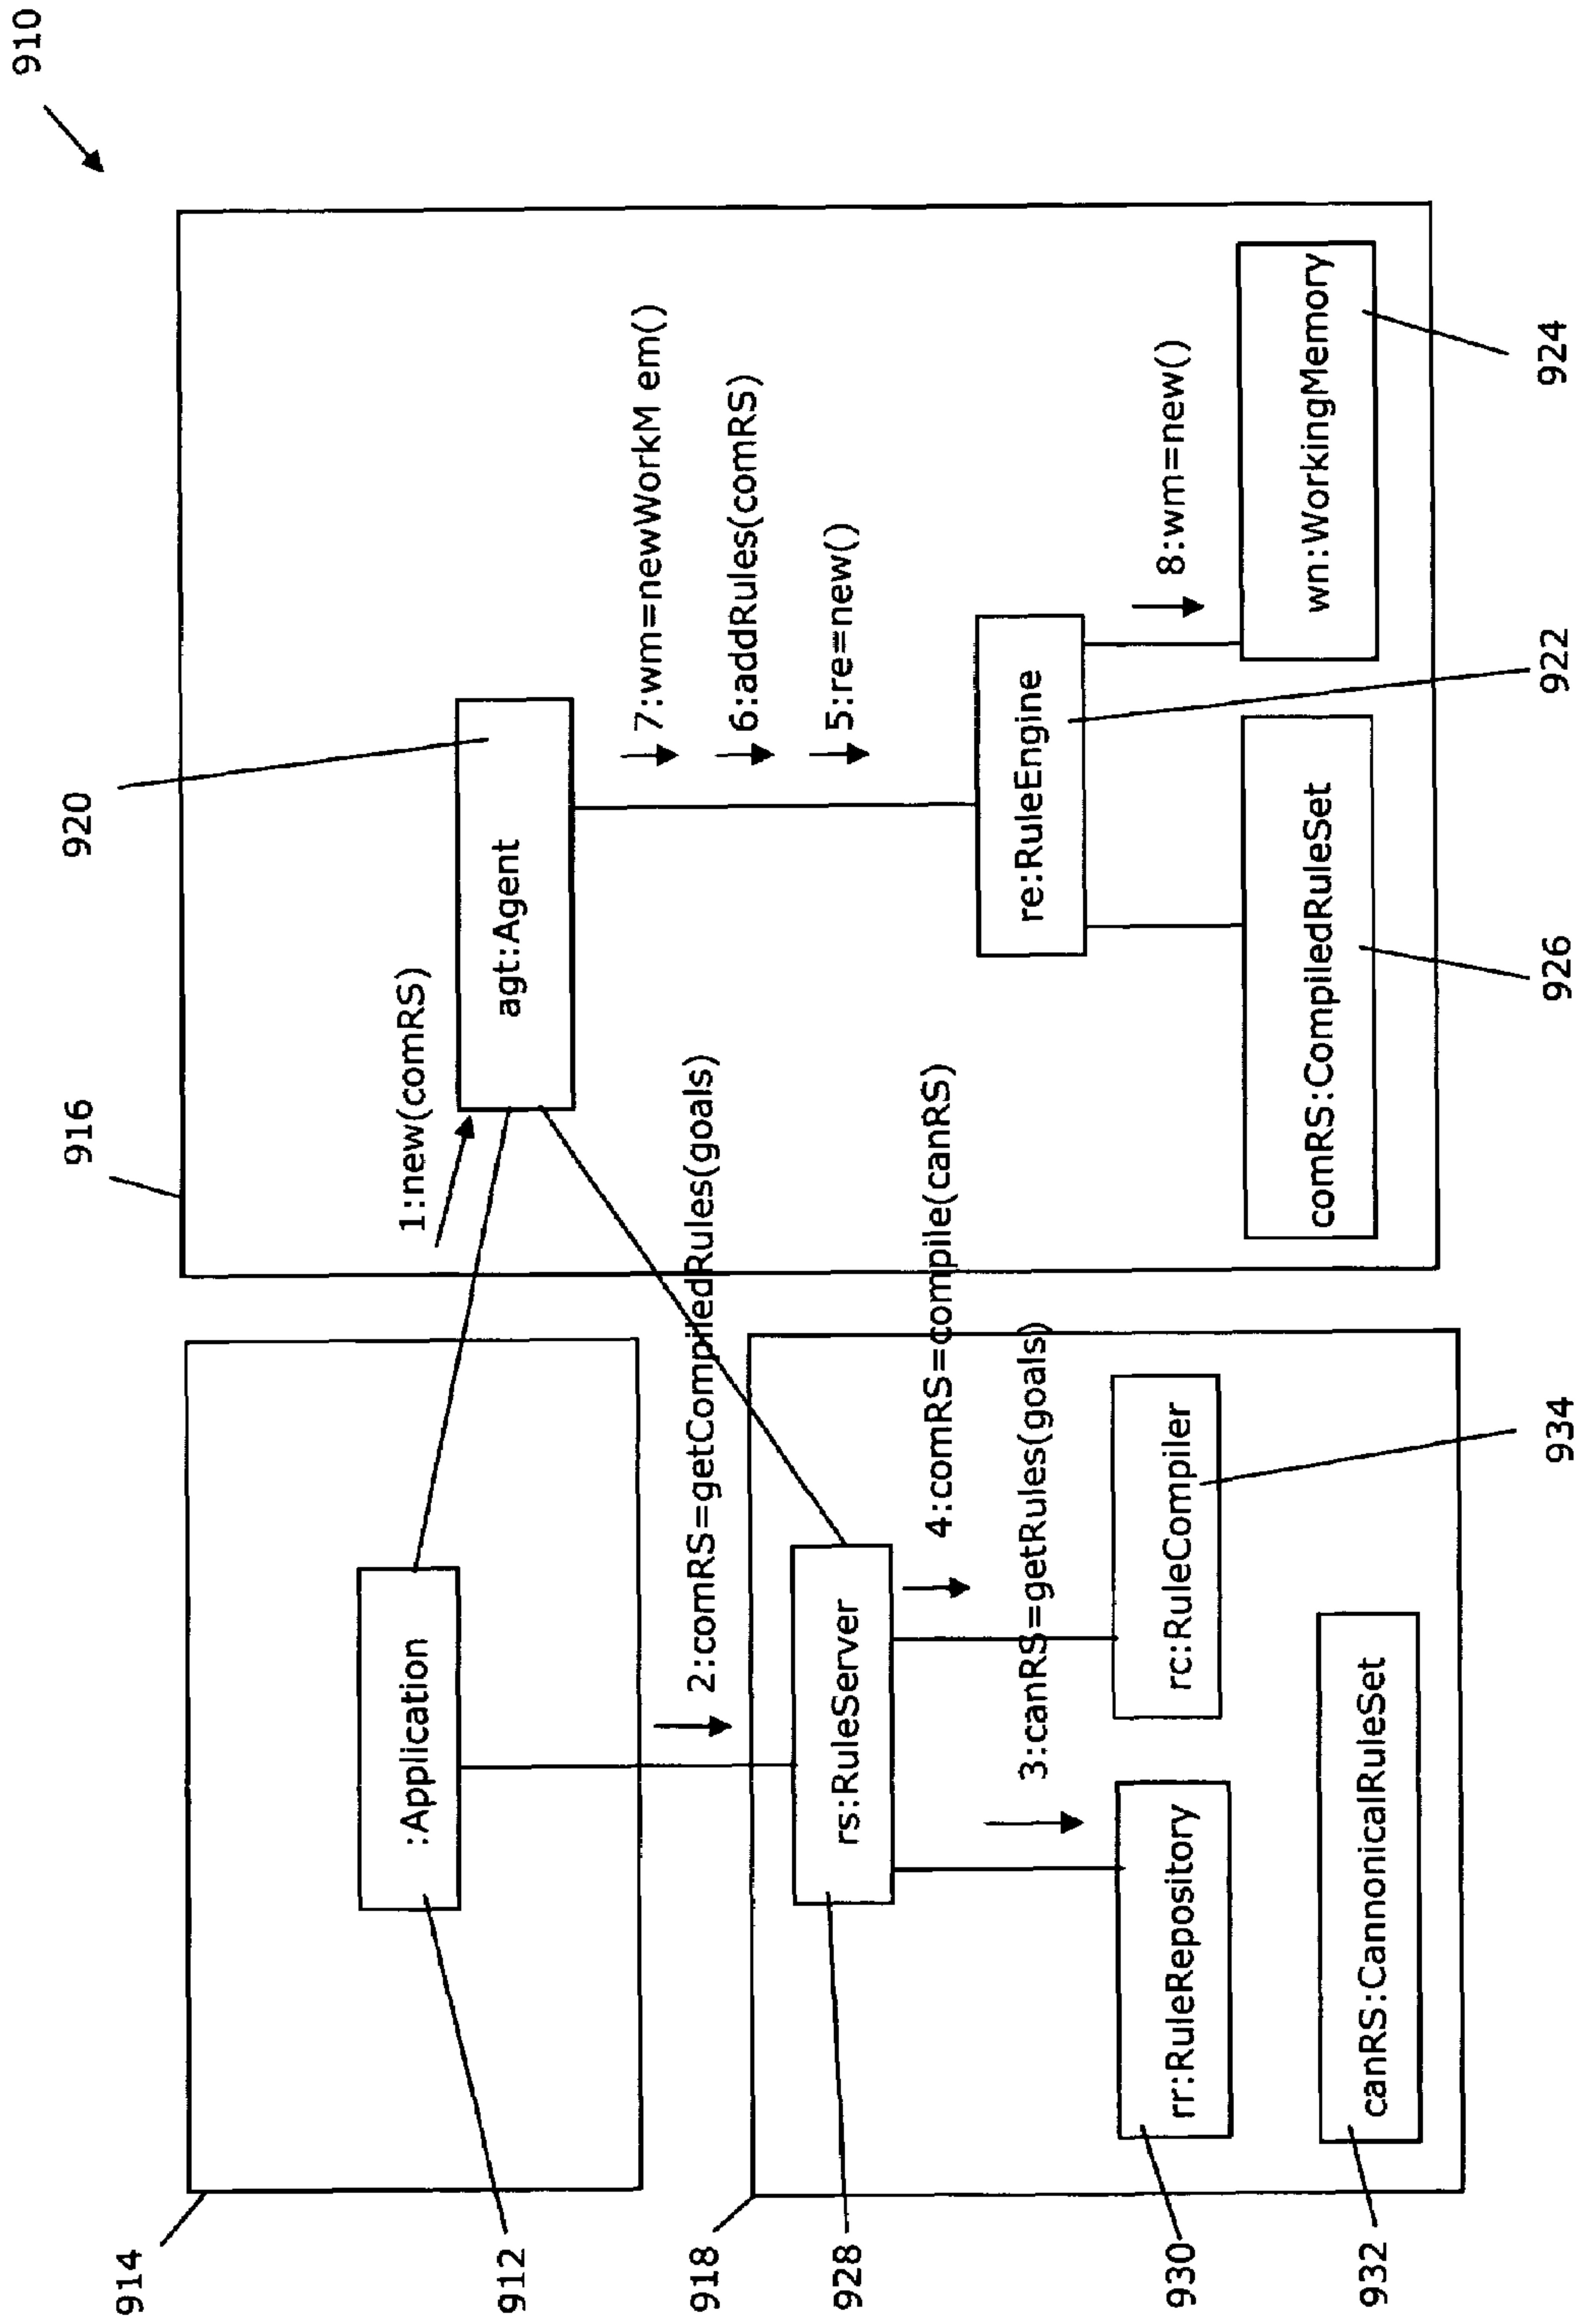 910
914
912
:Application
916
920
1:new(comRS)
agt:Agent
2:comRS=getCompiledRules(goals)
7:wm=newWorkM em()
6:addRules(comRS)
5:re=new()
918
928
rs:RuleServer
4:comRS=compile(canRS)
3:canRS=getRules(goals)
re:RuleEngine
8:wm=new()
930
rr:RuleRepository
rc:RuleCompiler
934
932
canRS:CannonicalRuleSet
comRS:CompiledRuleSet
wn:WorkingMemory
926
922
924